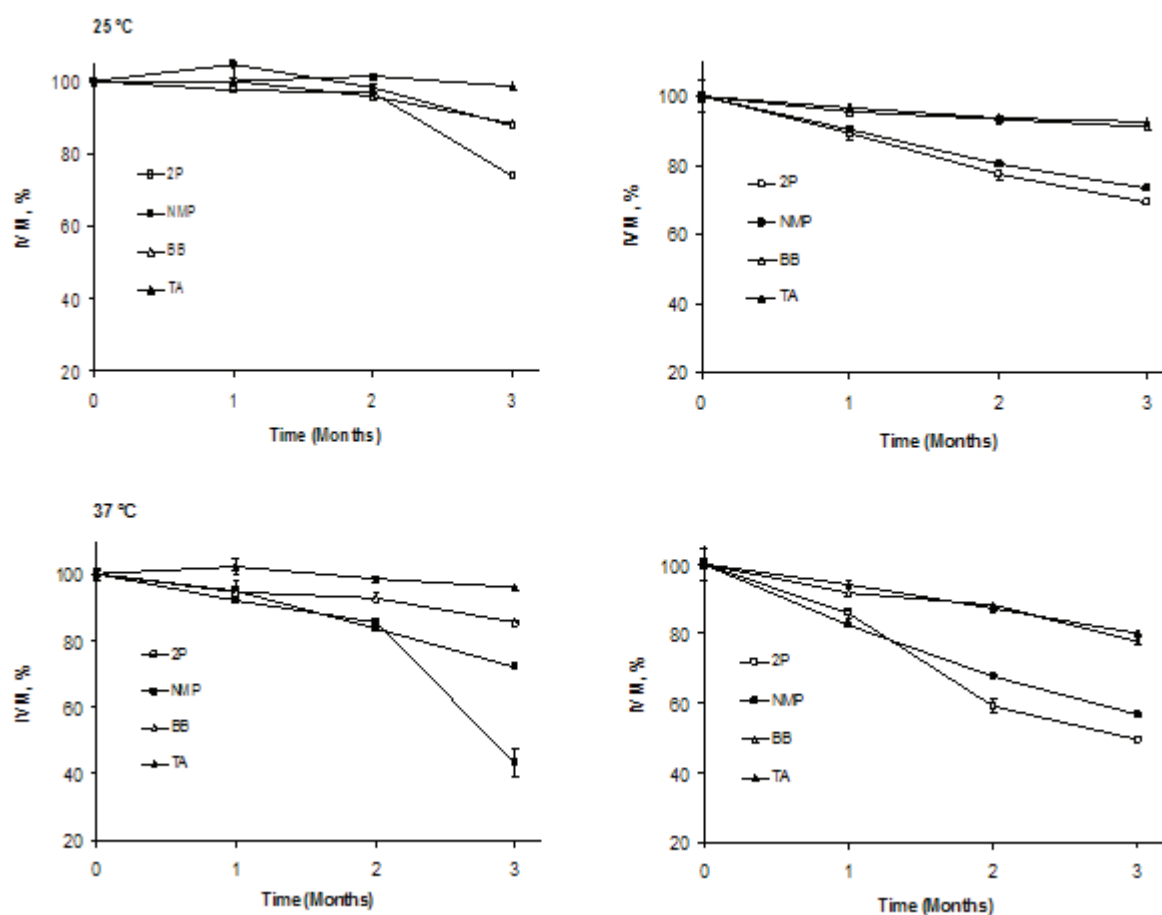 25 °C
100
80
60
40
20
IVM, %
2P
NMP
BB
TA
0 1 2 3
Time (Months)
100
80
60
40
20
IVM, %
2P
NMP
BB
TA
0 1 2 3
Time (Months)
37 °C
100
80
60
40
20
IVM, %
2P
NMP
BB
TA
0 1 2 3
Time (Months)
100
80
60
40
20
IVM, %
2P
NMP
BB
TA
0 1 2 3
Time (Months)